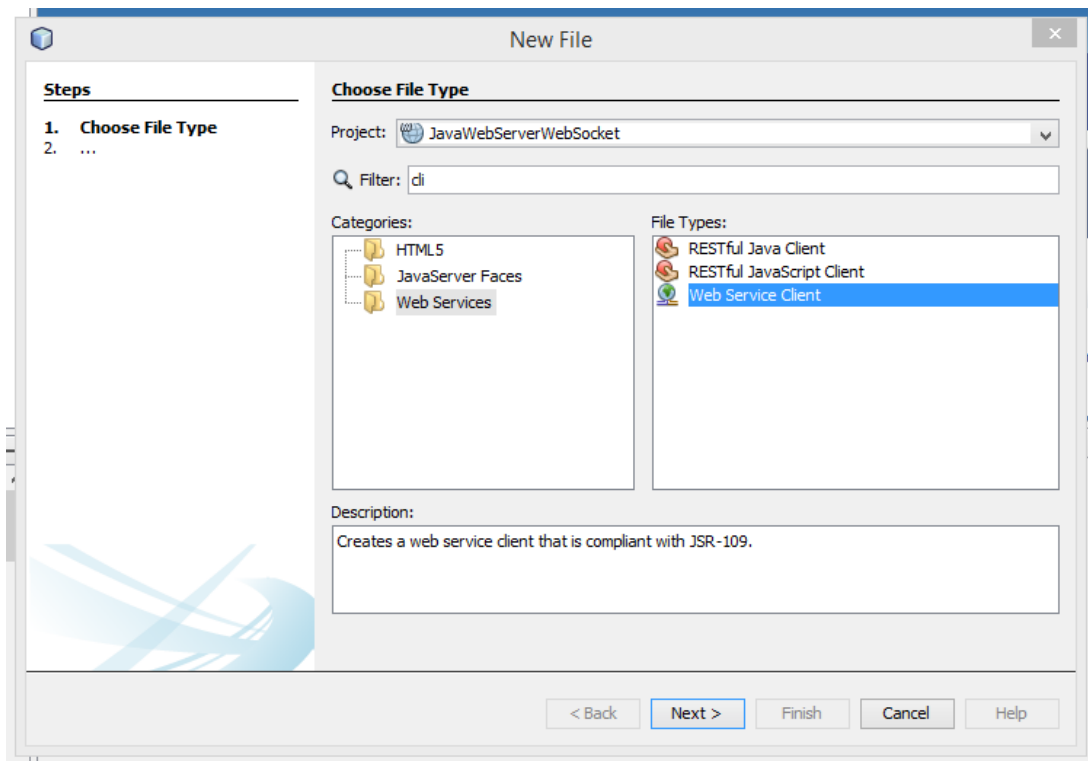 New File
Steps
1. Choose File Type
2. ...
Choose File Type
Project: JavaWebServerWebSocket
Filter: cli
Categories:
HTML5
JavaServer Faces
Web Services
File Types:
RESTful Java Client
RESTful JavaScript Client
Web Service Client
Description:
Creates a web service client that is compliant with JSR-109.
< Back Next > Finish Cancel Help